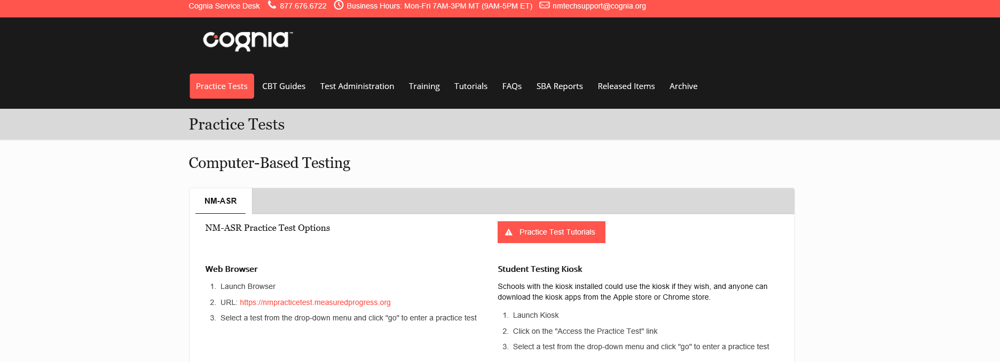 Cognia Service Desk 877.676.6722 Business Hours: Mon-Fri 7AM-3PM MT (9AM-5PM ET) nmtechsupport@cognia.org
cognia™
Practice Tests CBT Guides Test Administration Training Tutorials FAQs SBA Reports Released Items Archive
Practice Tests
Computer-Based Testing
NM-ASR
NM-ASR Practice Test Options
Practice Test Tutorials
Web Browser
1. Launch Browser
2. URL: https://nmpracticetest.measuredprogress.org
3. Select a test from the drop-down menu and click "go" to enter a practice test
Student Testing Kiosk
Schools with the kiosk installed could use the kiosk if they wish, and anyone can
download the kiosk apps from the Apple store or Chrome store.
1. Launch Kiosk
2. Click on the "Access the Practice Test" link
3. Select a test from the drop-down menu and click "go" to enter a practice test